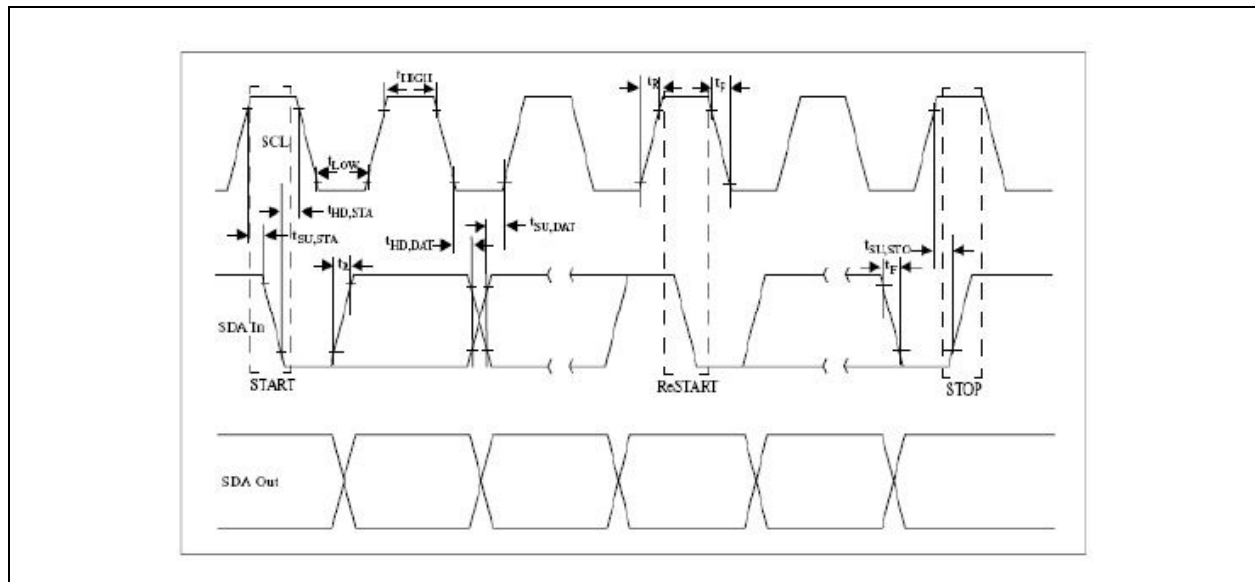 tHIGH
tR
tF
SCL
tLOW
tHD,STA
tSU,STA
tSU,DAT
tHD,DAT
tSU,STO
tR
tF
SDA In
START
ReSTART
STOP
SDA Out